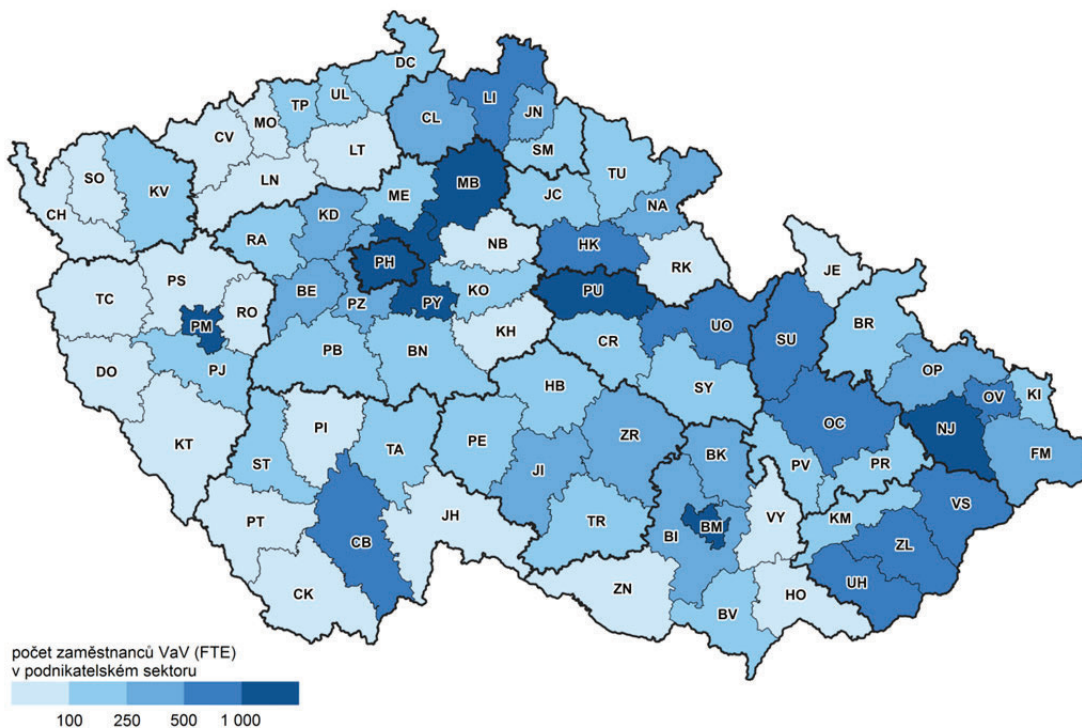 DC
LI
UL
TP
JN
CL
MO
CV
LT
SM
SO
LN
MB
TU
KV
ME
JC
CH
KD
NA
RA
NB
HK
PH
RK
JE
PS
KO
TC
BE
PZ
PY
PU
RO
PM
UO
SU
BR
KH
PB
BN
CR
OP
DO
PJ
HB
SY
OV
KI
OC
NJ
PI
ZR
KT
TA
PE
BK
FM
ST
JI
PV
PR
VS
PT
JH
TR
BM
VY
KM
CB
BI
ZL
UH
CK
ZN
HO
BV
počet zaměstnanců VaV (FTE)
v podnikatelském sektoru
100 250 500 1 000